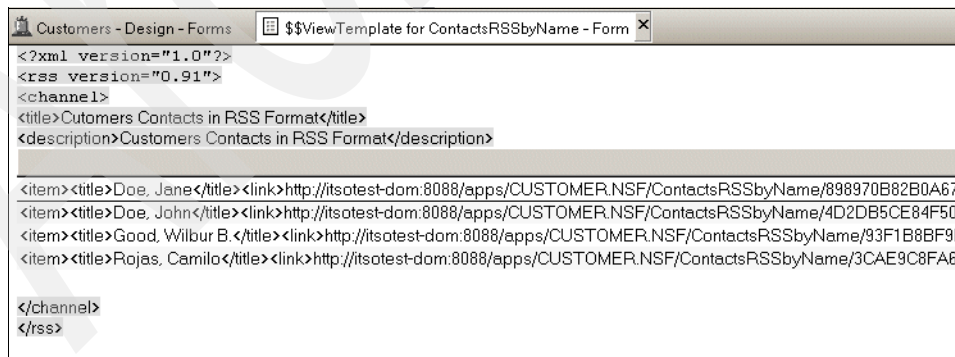 Customers - Design - Forms
$$ViewTemplate for ContactsRSSbyName - Form
<?xml version="1.0"?>
<rss version="0.91">
<channel>
<title>Cutomers Contacts in RSS Format</title>
<description>Customers Contacts in RSS Format</description>
<item><title>Doe, Jane</title><link>http://itsotest-dom:8088/apps/CUSTOMER.NSF/ContactsRSSbyName/898970B82B0A67
<item><title>Doe, John</title><link>http://itsotest-dom:8088/apps/CUSTOMER.NSF/ContactsRSSbyName/4D2DB5CE84F50
<item><title>Good, Wilbur B.</title><link>http://itsotest-dom:8088/apps/CUSTOMER.NSF/ContactsRSSbyName/93F1B8BF9
<item><title>Rojas, Camilo</title><link>http://itsotest-dom:8088/apps/CUSTOMER.NSF/ContactsRSSbyName/3CAE9C8FA6
</channel>
</rss>